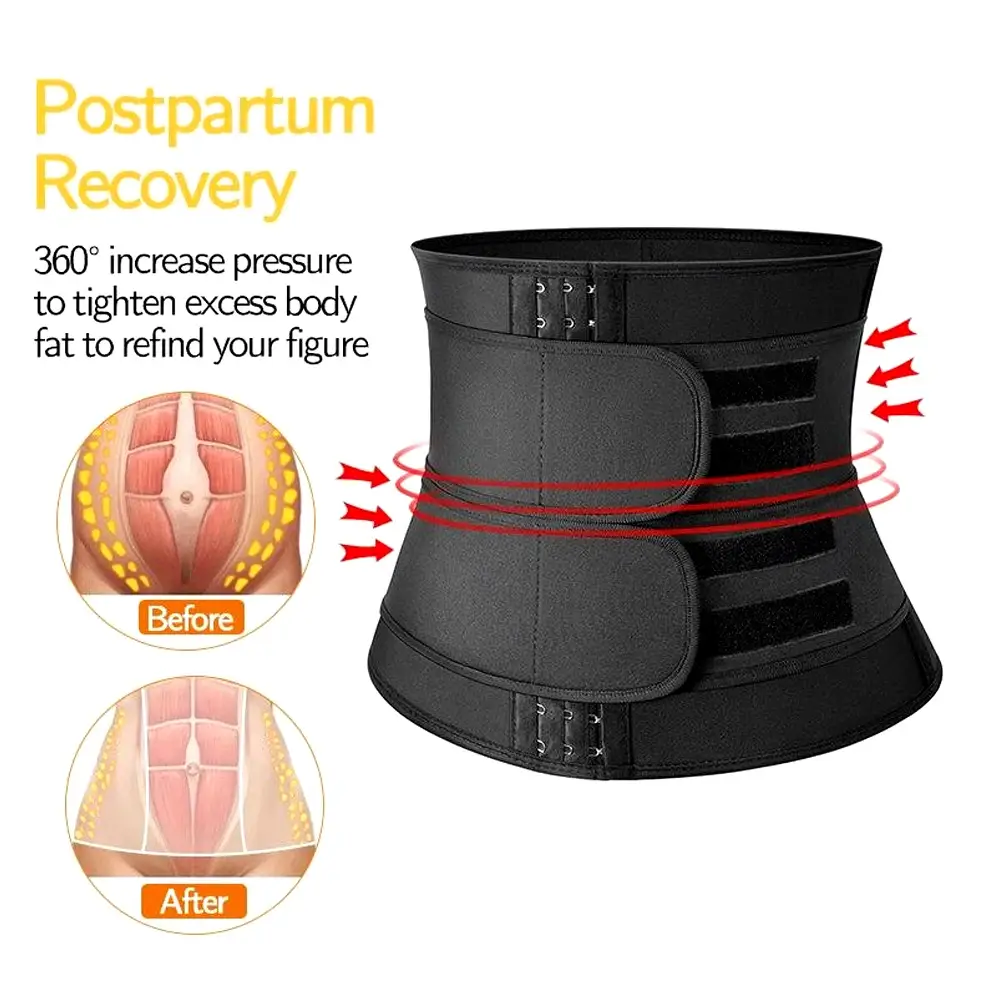 Postpartum
Recovery
360° increase pressure
to tighten excess body
fat to refind your figure
Before
After